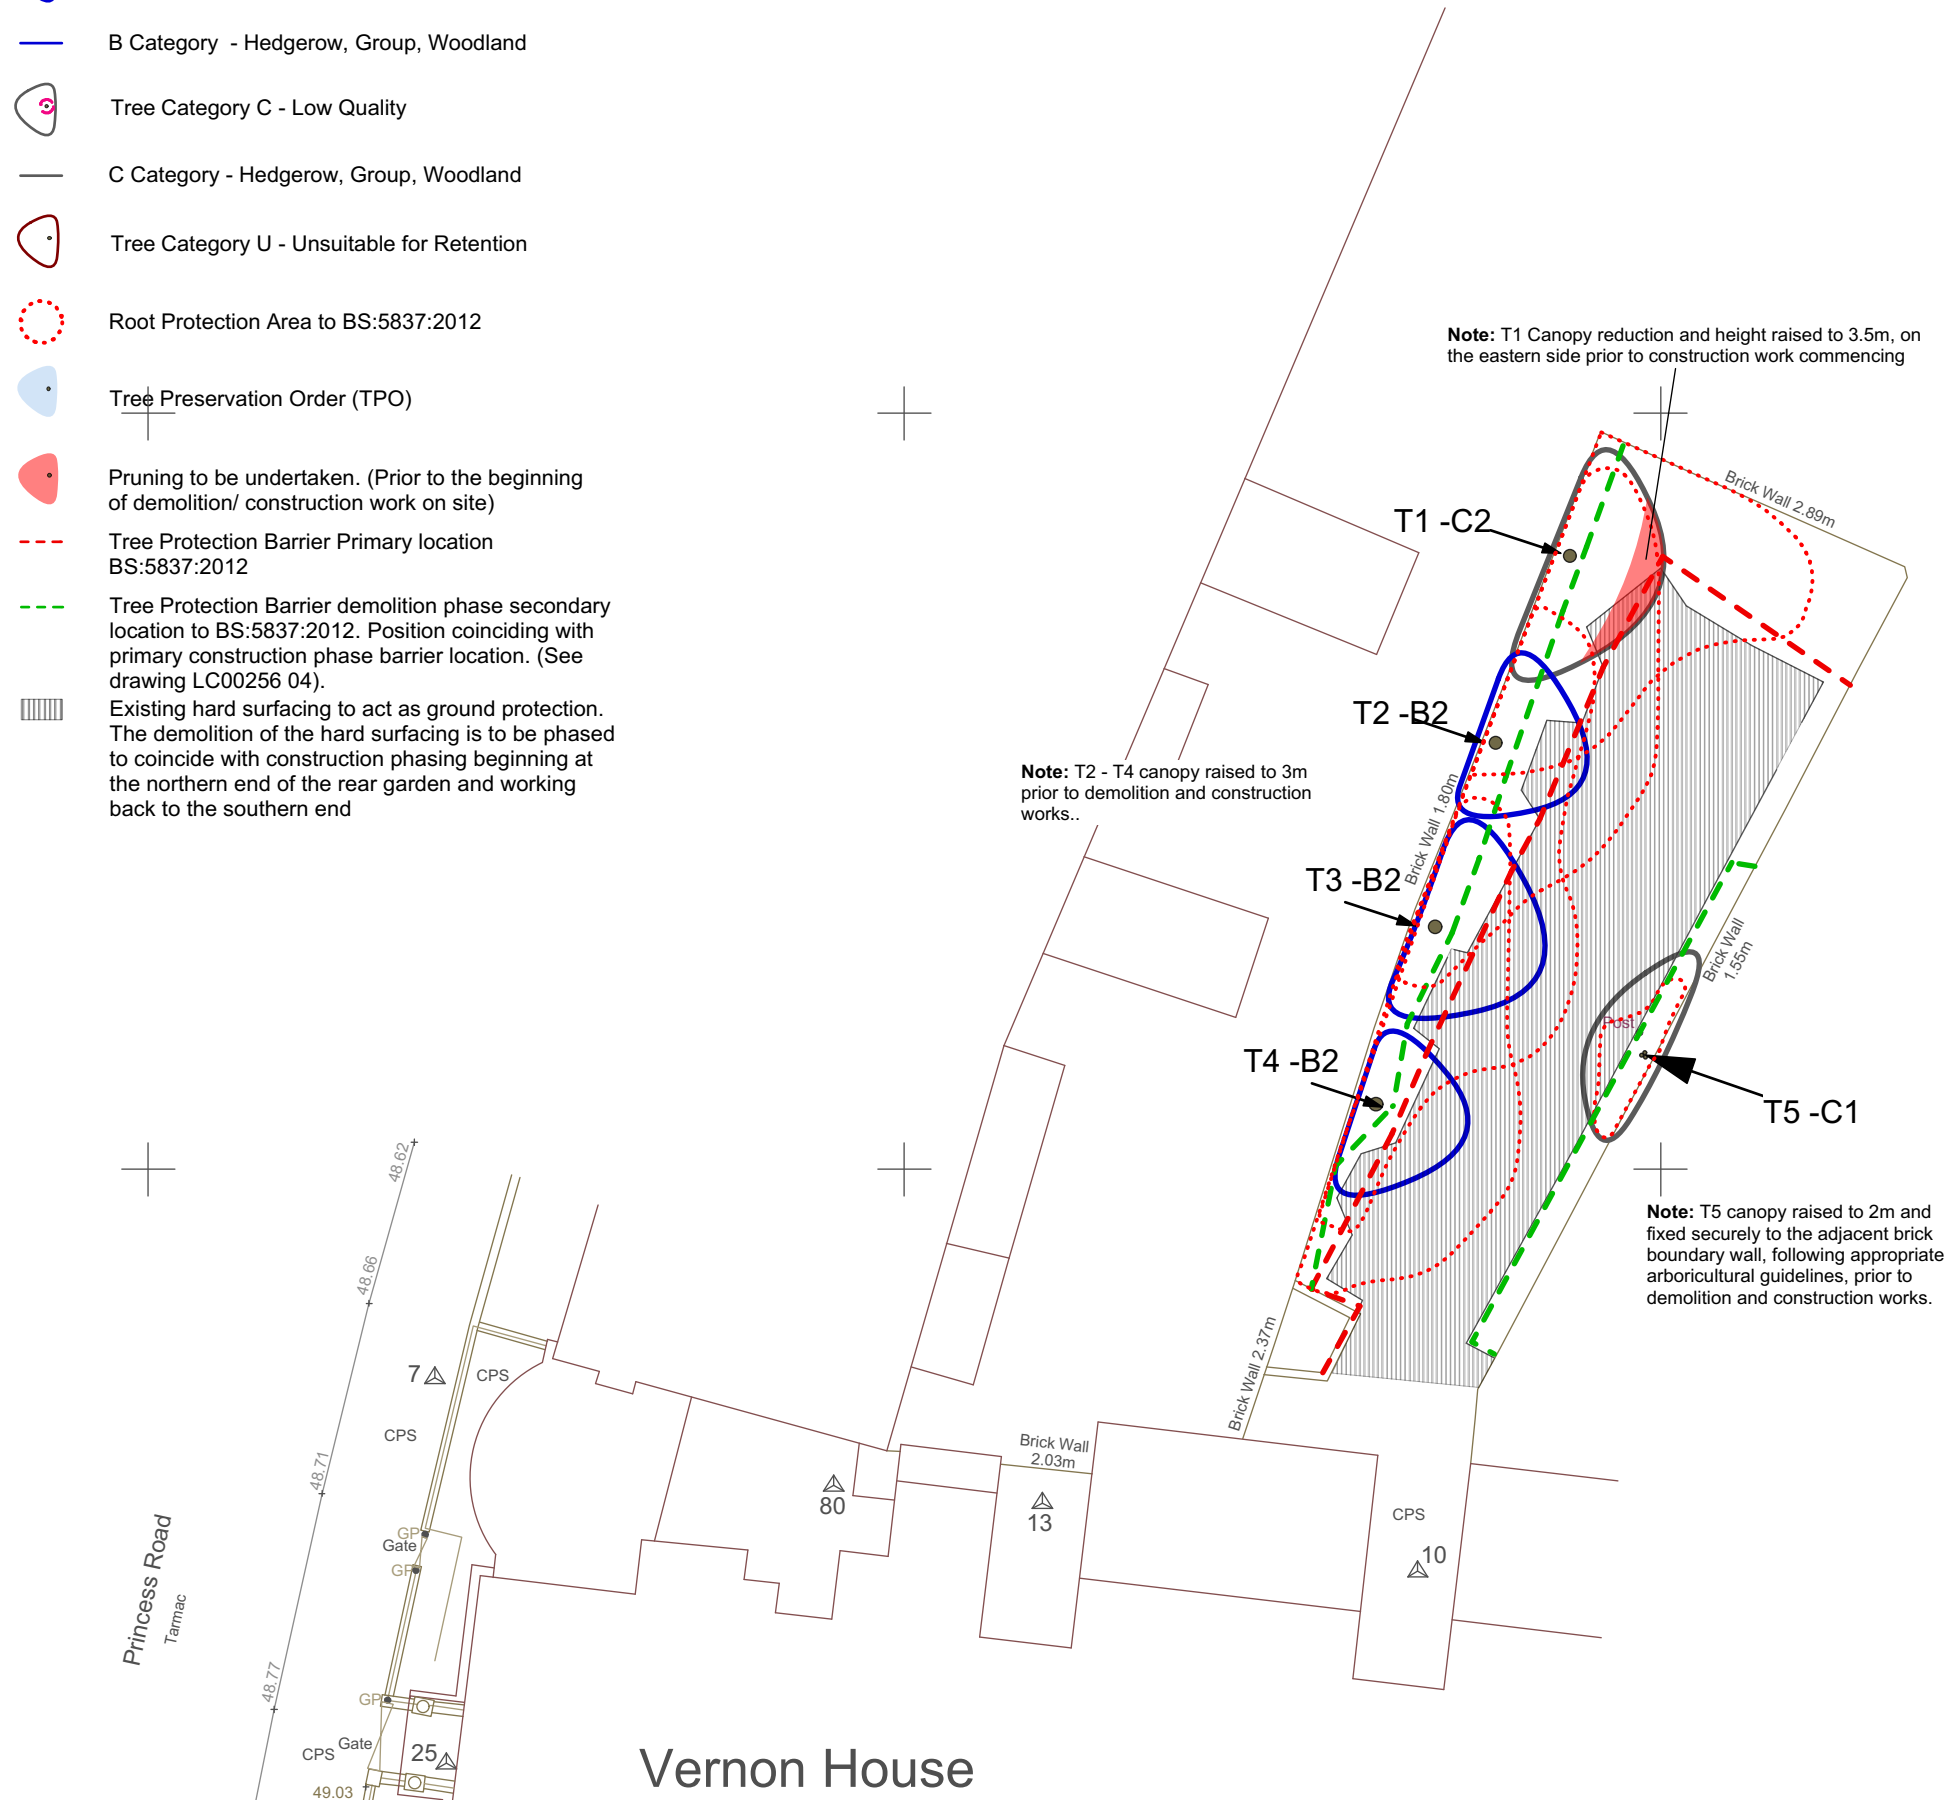 B Category  - Hedgerow, Group, Woodland
Tree Category C - Low Quality
C Category - Hedgerow, Group, Woodland
Tree Category U - Unsuitable for Retention
Root Protection Area to BS:5837:2012
Tree Preservation Order (TPO)
Pruning to be undertaken. (Prior to the beginning
of demolition/ construction work on site)
Tree Protection Barrier Primary location
BS:5837:2012
Tree Protection Barrier demolition phase secondary
location to BS:5837:2012. Position coinciding with
primary construction phase barrier location. (See
drawing LC00256 04).
Existing hard surfacing to act as ground protection.
The demolition of the hard surfacing is to be phased
to coincide with construction phasing beginning at
the northern end of the rear garden and working
back to the southern end
Note: T1 Canopy reduction and height raised to 3.5m, on
the eastern side prior to construction work commencing
Brick Wall 2.89m
T1 -C2
T2 -B2
Note: T2 - T4 canopy raised to 3m
prior to demolition and construction
works..
Brick Wall 1.80m
T3 -B2
Brick Wall
1.55m
Post
T4 -B2
T5 -C1
Note: T5 canopy raised to 2m and
fixed securely to the adjacent brick
boundary wall, following appropriate
arboricultural guidelines, prior to
demolition and construction works.
48.62
48.66
48.71
48.77
7
CPS
CPS
Brick Wall 2.37m
Brick Wall
2.03m
80
13
CPS
10
GP
Gate
GP
Princess Road
Tarmac
GP
Gate
CPS
25
49.03
Vernon House